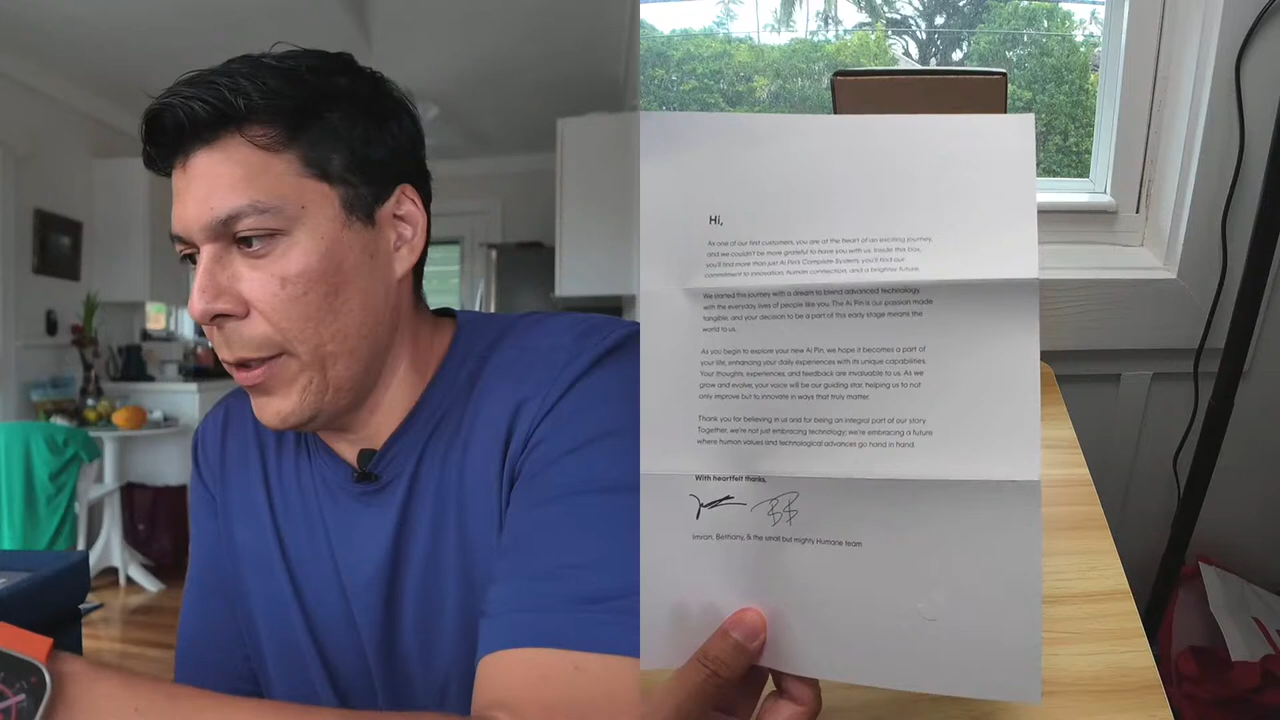 Hi,
As one of our first customers, you are at the heart of an exciting journey,
and we couldn't be more grateful to have you with us. Inside this box,
you'll find more than just Ai Pin's Complete System, you'll find our
commitment to innovation, human connection, and a brighter future.
We started this journey with a dream to blend advanced technology
with the everyday lives of people like you. The Ai Pin is our passion made
tangible, and your decision to be a part of this early stage means the
world to us.
As you begin to explore your new Ai Pin, we hope it becomes a part of
your life, enhancing your daily experiences with its unique capabilities.
Your thoughts, experiences, and feedback are invaluable to us. As we
grow and evolve, your voice will be our guiding star, helping us to not
only improve but to innovate in ways that truly matter.
Thank you for believing in us and for being an integral part of our story.
Together, we're not just embracing technology; we're embracing a future
where human values and technological advances go hand in hand.
With heartfelt thanks,
Imran, Bethany, & the small but mighty Humane team